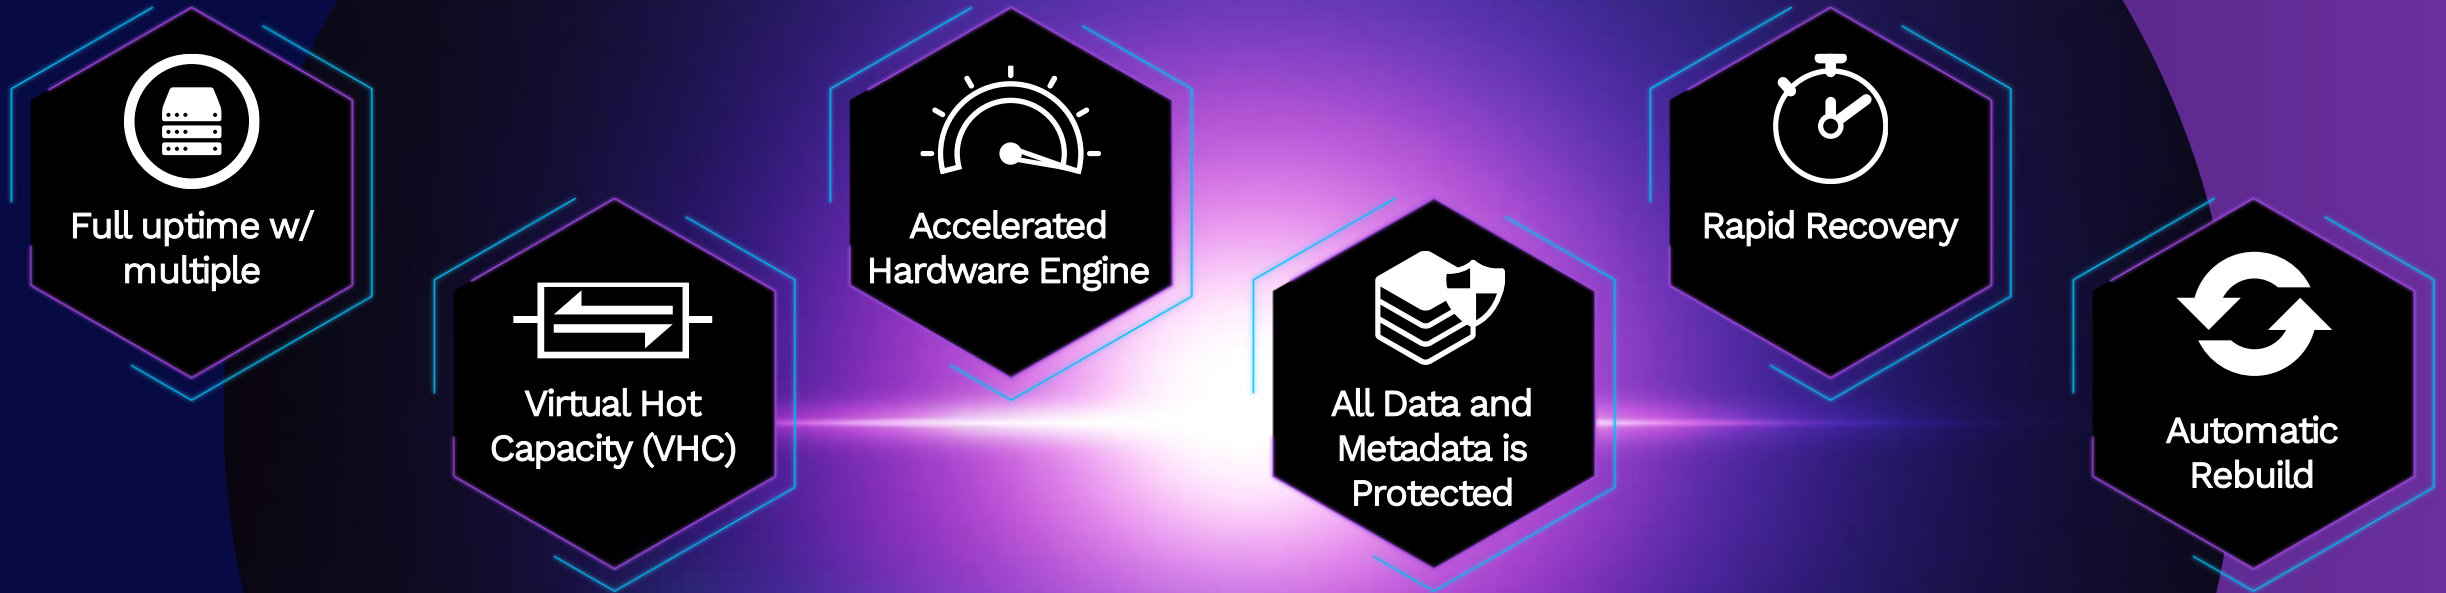 Full uptime w/
multiple
Virtual Hot
Capacity (VHC)
Accelerated
Hardware Engine
All Data and
Metadata is
Protected
Rapid Recovery
Automatic
Rebuild